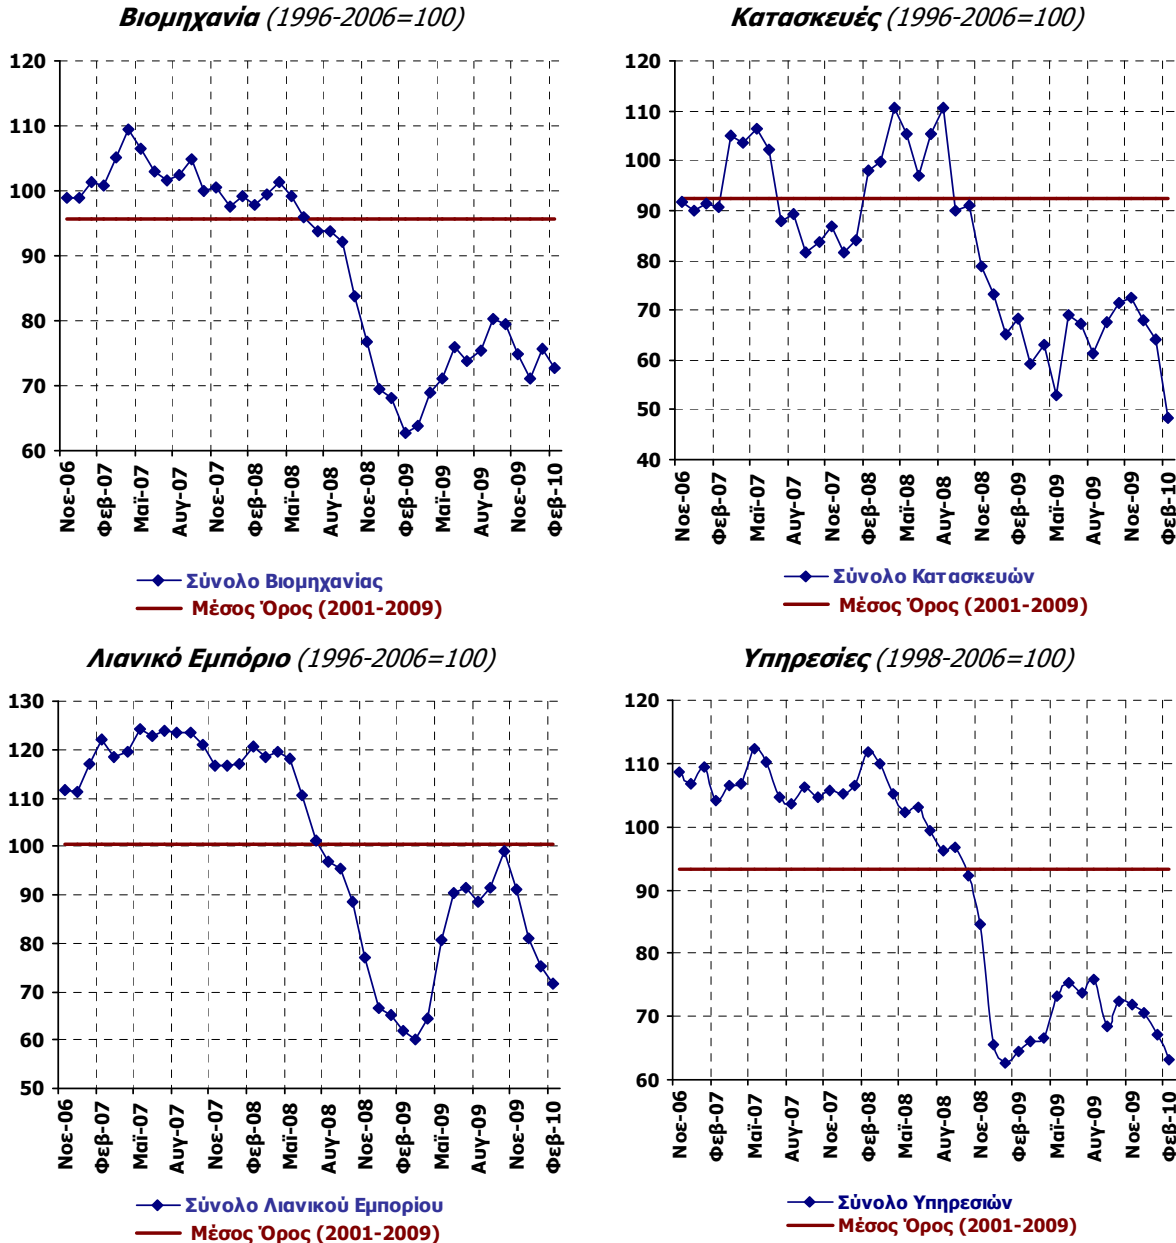 Βιομηχανία (1996-2006=100)
120
110
100
90
80
70
60
Νοε-06
Φεβ-07
Μαϊ-07
Αυγ-07
Νοε-07
Φεβ-08
Μαϊ-08
Αυγ-08
Νοε-08
Φεβ-09
Μαϊ-09
Αυγ-09
Νοε-09
Φεβ-10
Σύνολο Βιομηχανίας
Μέσος Όρος (2001-2009)
Κατασκευές (1996-2006=100)
120
110
100
90
80
70
60
50
40
Νοε-06
Φεβ-07
Μαϊ-07
Αυγ-07
Νοε-07
Φεβ-08
Μαϊ-08
Αυγ-08
Νοε-08
Φεβ-09
Μαϊ-09
Αυγ-09
Νοε-09
Φεβ-10
Σύνολο Κατασκευών
Μέσος Όρος (2001-2009)
Λιανικό Εμπόριο (1996-2006=100)
130
120
110
100
90
80
70
60
50
Νοε-06
Φεβ-07
Μαϊ-07
Αυγ-07
Νοε-07
Φεβ-08
Μαϊ-08
Αυγ-08
Νοε-08
Φεβ-09
Μαϊ-09
Αυγ-09
Νοε-09
Φεβ-10
Σύνολο Λιανικού Εμπορίου
Μέσος Όρος (2001-2009)
Υπηρεσίες (1998-2006=100)
120
110
100
90
80
70
60
Νοε-06
Φεβ-07
Μαϊ-07
Αυγ-07
Νοε-07
Φεβ-08
Μαϊ-08
Αυγ-08
Νοε-08
Φεβ-09
Μαϊ-09
Αυγ-09
Νοε-09
Φεβ-10
Σύνολο Υπηρεσιών
Μέσος Όρος (2001-2009)